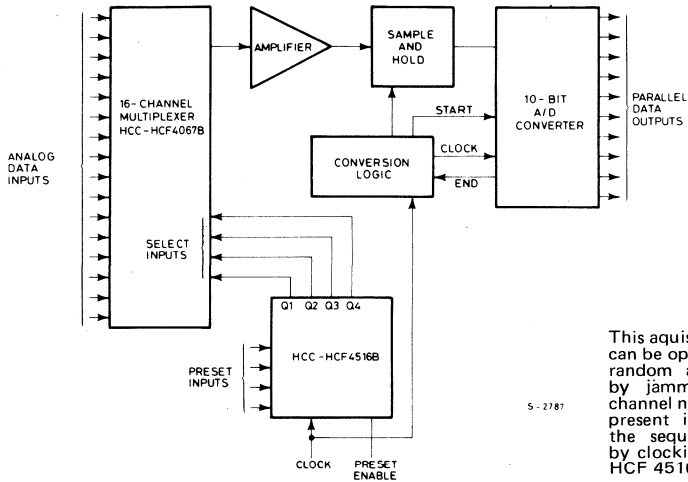 AMPLIFIER
SAMPLE
AND
HOLD
16-CHANNEL
MULTIPLEXER
HCC-HCF4067B
10-BIT
A/D
CONVERTER
PARALLEL
DATA
OUTPUTS
START
CLOCK
END
CONVERSION
LOGIC
ANALOG
DATA
INPUTS
SELECT
INPUTS
Q1 Q2 Q3 Q4
HCC-HCF4516B
PRESET
INPUTS
CLOCK
PRESET
ENABLE
S-2787
This aquis
can be op
random a
by jamm
channel n
present i
the sequ
by clocki
HCF 4516